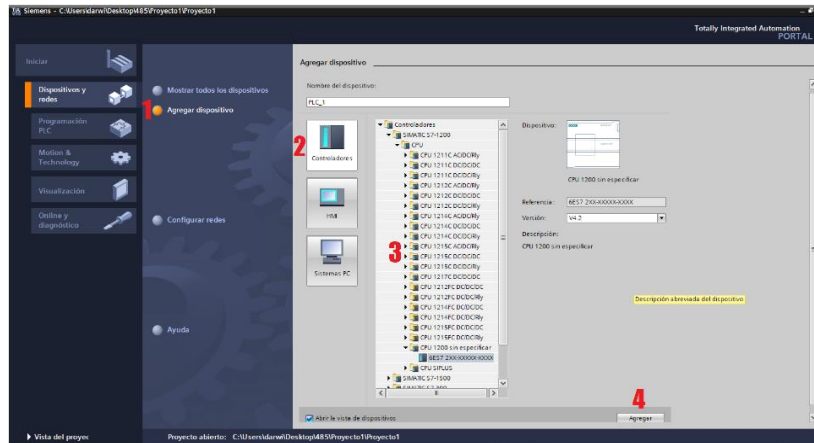 Siemens - C:\Users\darwi\Desktop\485\Proyecto1\Proyecto1
Totally Integrated Automation
PORTAL
Iniciar
Dispositivos y
redes
Programación
PLC
Motion &
Technology
Visualización
Online y
diagnóstico
1
Mostrar todos los dispositivos
Agregar dispositivo
Configurar redes
Ayuda
Agregar dispositivo
Nombre del dispositivo:
PLC_1
2
Controladores
HMI
Sistemas PC
3
Controladores
SIMATIC S7-1200
CPU
CPU 1211C AC/DC/Rly
CPU 1211C DC/DC/DC
CPU 1211C DC/DC/Rly
CPU 1212C AC/DC/Rly
CPU 1212C DC/DC/DC
CPU 1212C DC/DC/Rly
CPU 1214C AC/DC/Rly
CPU 1214C DC/DC/DC
CPU 1214C DC/DC/Rly
CPU 1215C AC/DC/Rly
CPU 1215C DC/DC/DC
CPU 1215C DC/DC/Rly
CPU 1217C DC/DC/DC
CPU 1212FC DC/DC/DC
CPU 1212FC DC/DC/Rly
CPU 1214FC DC/DC/DC
CPU 1214FC DC/DC/Rly
CPU 1215FC DC/DC/DC
CPU 1215FC DC/DC/Rly
CPU 1200 sin especificar
6ES7 2XX-XXXXX-XXXX
CPU SIPLUS
SIMATIC S7-1500
Dispositivo:
CPU 1200 sin especificar
Referencia:
6ES7 2XX-XXXXX-XXXX
Versión:
V4.2
Descripción:
CPU 1200 sin especificar
Descripción abreviada del dispositivo
4
Abrir la vista de dispositivos
Agregar
Vista del proyec
Proyecto abierto: C:\Users\darwi\Desktop\485\Proyecto1\Proyecto1